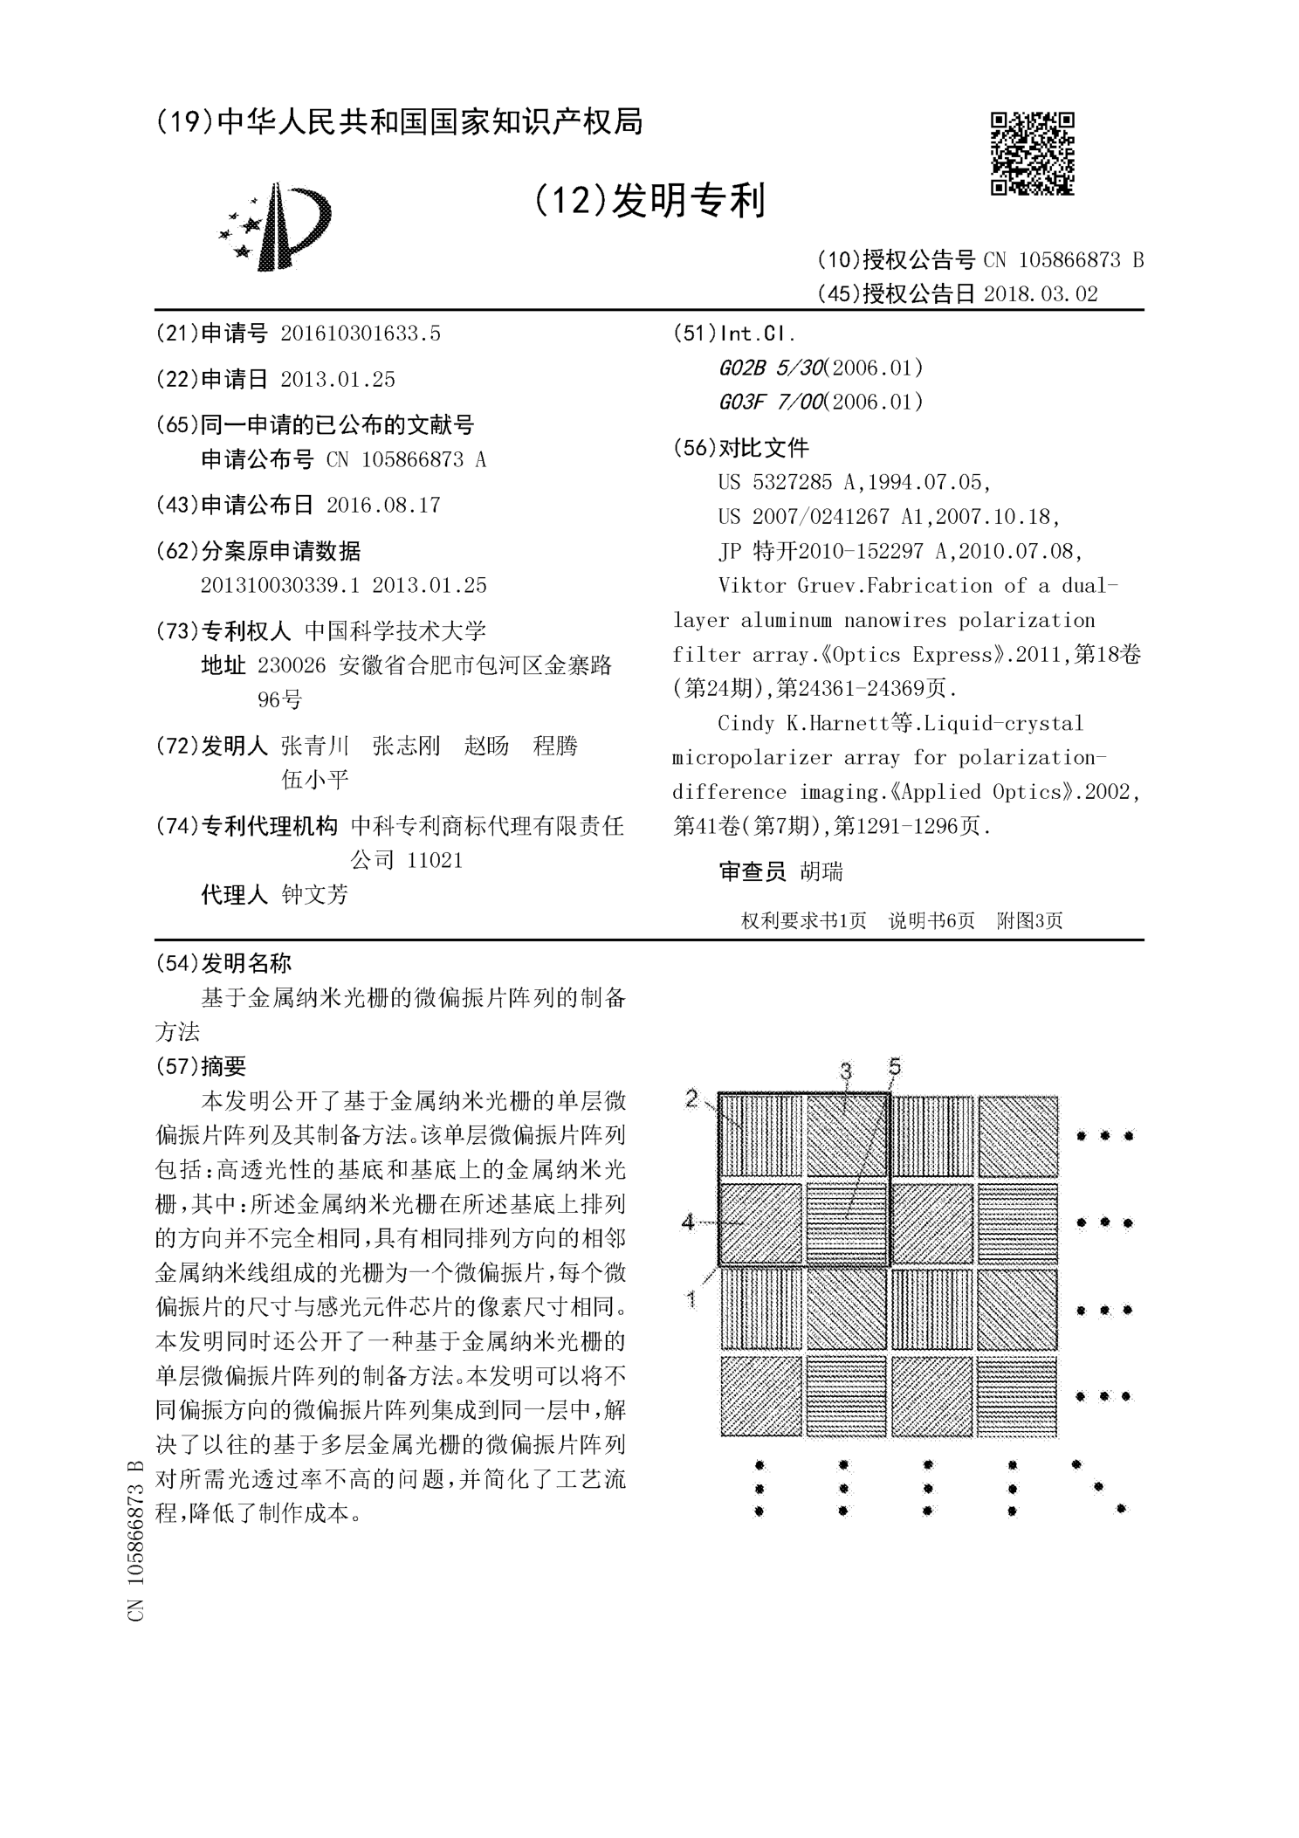 (19)中华人民共和国国家知识产权局
(12)发明专利
(10)授权公告号 CN 105866873 B
(45)授权公告日 2018.03.02
(21)申请号 201610301633.5
(22)申请日 2013.01.25
(65)同一申请的已公布的文献号
申请公布号 CN 105866873 A
(43)申请公布日 2016.08.17
(62)分案原申请数据
201310030339.1 2013.01.25
(73)专利权人 中国科学技术大学
地址 230026 安徽省合肥市包河区金寨路
96号
(72)发明人 张青川 张志刚 赵旸 程腾
伍小平
(74)专利代理机构 中科专利商标代理有限责任
公司 11021
代理人 钟文芳
(51)Int.Cl.
G02B 5/30(2006.01)
G03F 7/00(2006.01)
(56)对比文件
US 5327285 A,1994.07.05,
US 2007/0241267 A1,2007.10.18,
JP 特开2010-152297 A,2010.07.08,
Viktor Gruev.Fabrication of a dual-
layer aluminum nanowires polarization
filter array.《Optics Express》.2011,第18卷
(第24期),第24361-24369页.
Cindy K.Harnett等.Liquid-crystal
micropolarizer array for polarization-
difference imaging.《Applied Optics》.2002,
第41卷(第7期),第1291-1296页.
审查员 胡瑞
权利要求书1页 说明书6页 附图3页
(54)发明名称
基于金属纳米光栅的微偏振片阵列的制备
方法
(57)摘要
本发明公开了基于金属纳米光栅的单层微
偏振片阵列及其制备方法。该单层微偏振片阵列
包括:高透光性的基底和基底上的金属纳米光
栅,其中:所述金属纳米光栅在所述基底上排列
的方向并不完全相同,具有相同排列方向的相邻
金属纳米线组成的光栅为一个微偏振片,每个微
偏振片的尺寸与感光元件芯片的像素尺寸相同。
本发明同时还公开了一种基于金属纳米光栅的
单层微偏振片阵列的制备方法。本发明可以将不
同偏振方向的微偏振片阵列集成到同一层中,解
决了以往的基于多层金属光栅的微偏振片阵列
对所需光透过率不高的问题,并简化了工艺流
程,降低了制作成本。
3
5
2
4
1
CN 105866873 B